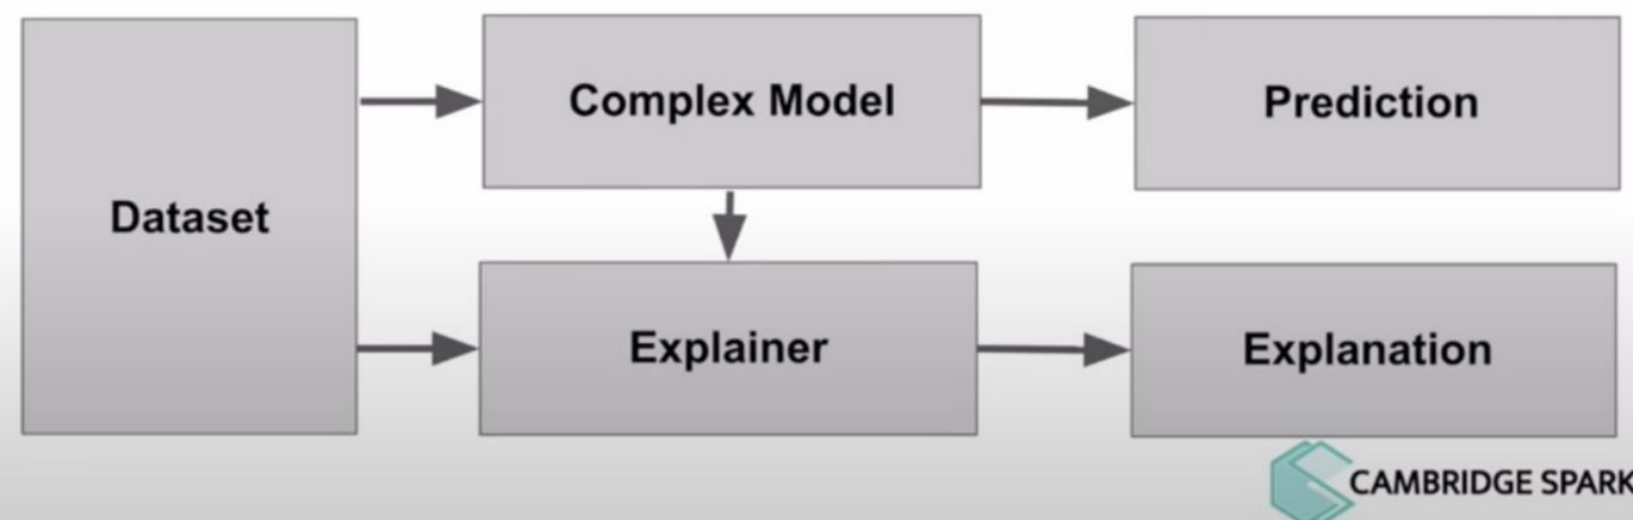 Complex Model
Prediction
Dataset
Explainer
Explanation
CAMBRIDGE SPARK